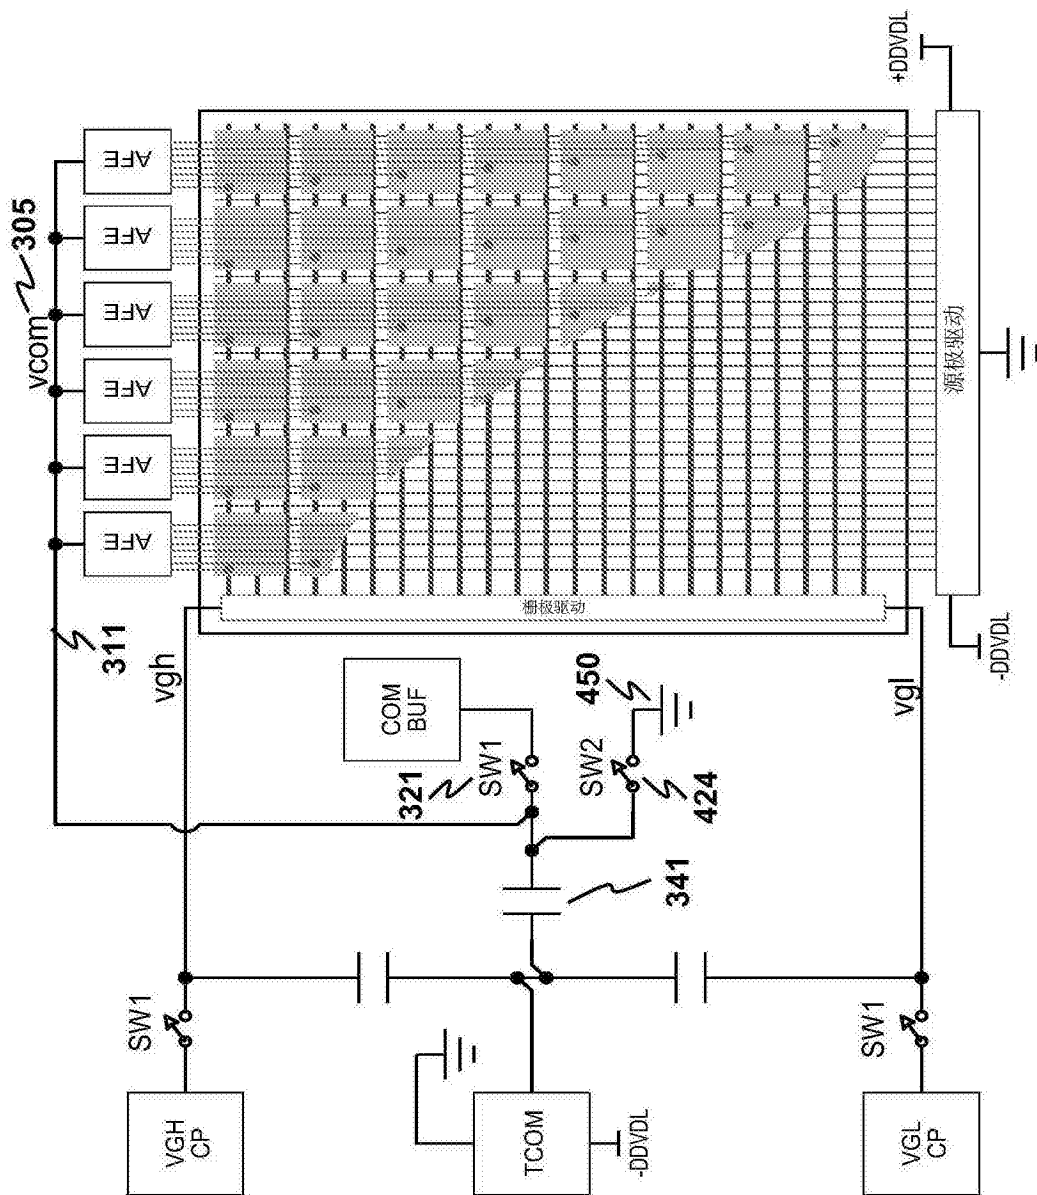 +DDVDL
AFE
AFE
AFE
AFE
AFE
AFE
305
vcom
源极驱动
栅极驱动
-DDVDL
311
vgh
COM
BUF
450
vgl
321
SW1
SW2
424
341
SW1
SW1
VGH
CP
TCOM
-DDVDL
VGL
CP